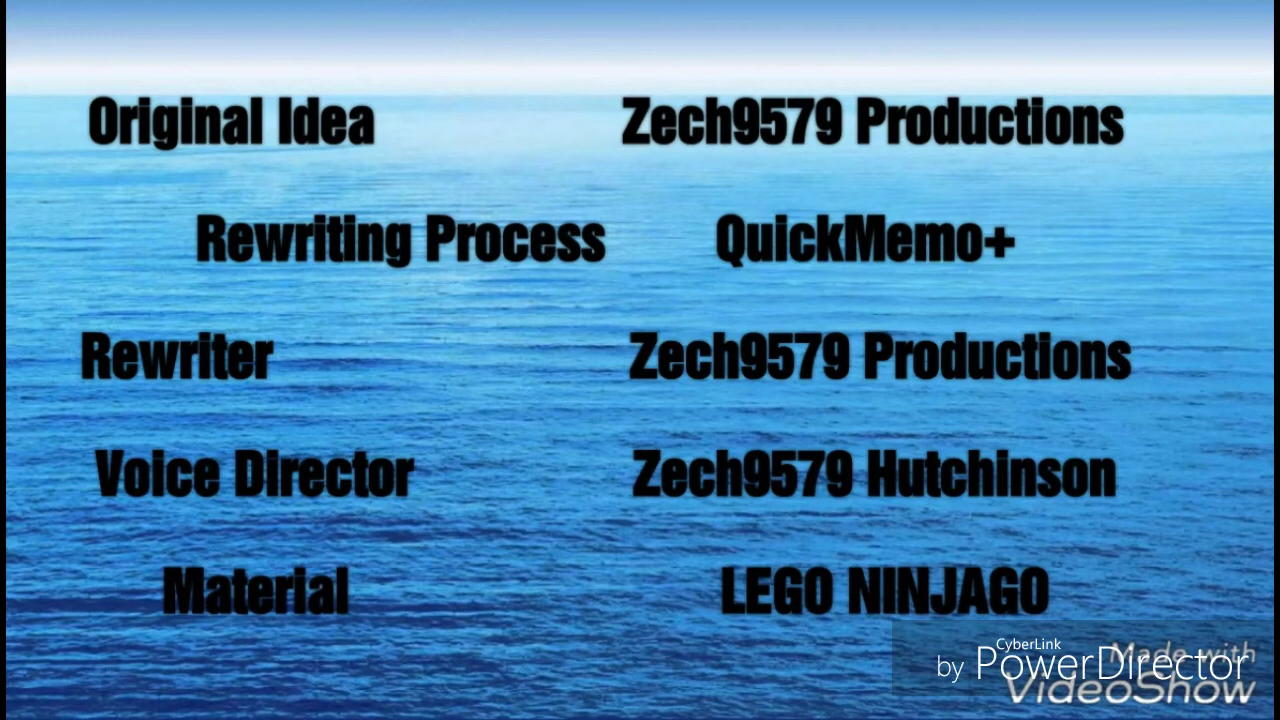 Original Idea Zech9579 Productions
Rewriting Process QuickMemo+
Rewriter Zech9579 Productions
Voice Director Zech9579 Hutchinson
Material LEGO NINJAGO
CyberLink
by PowerDirector
Made with
VideoShow